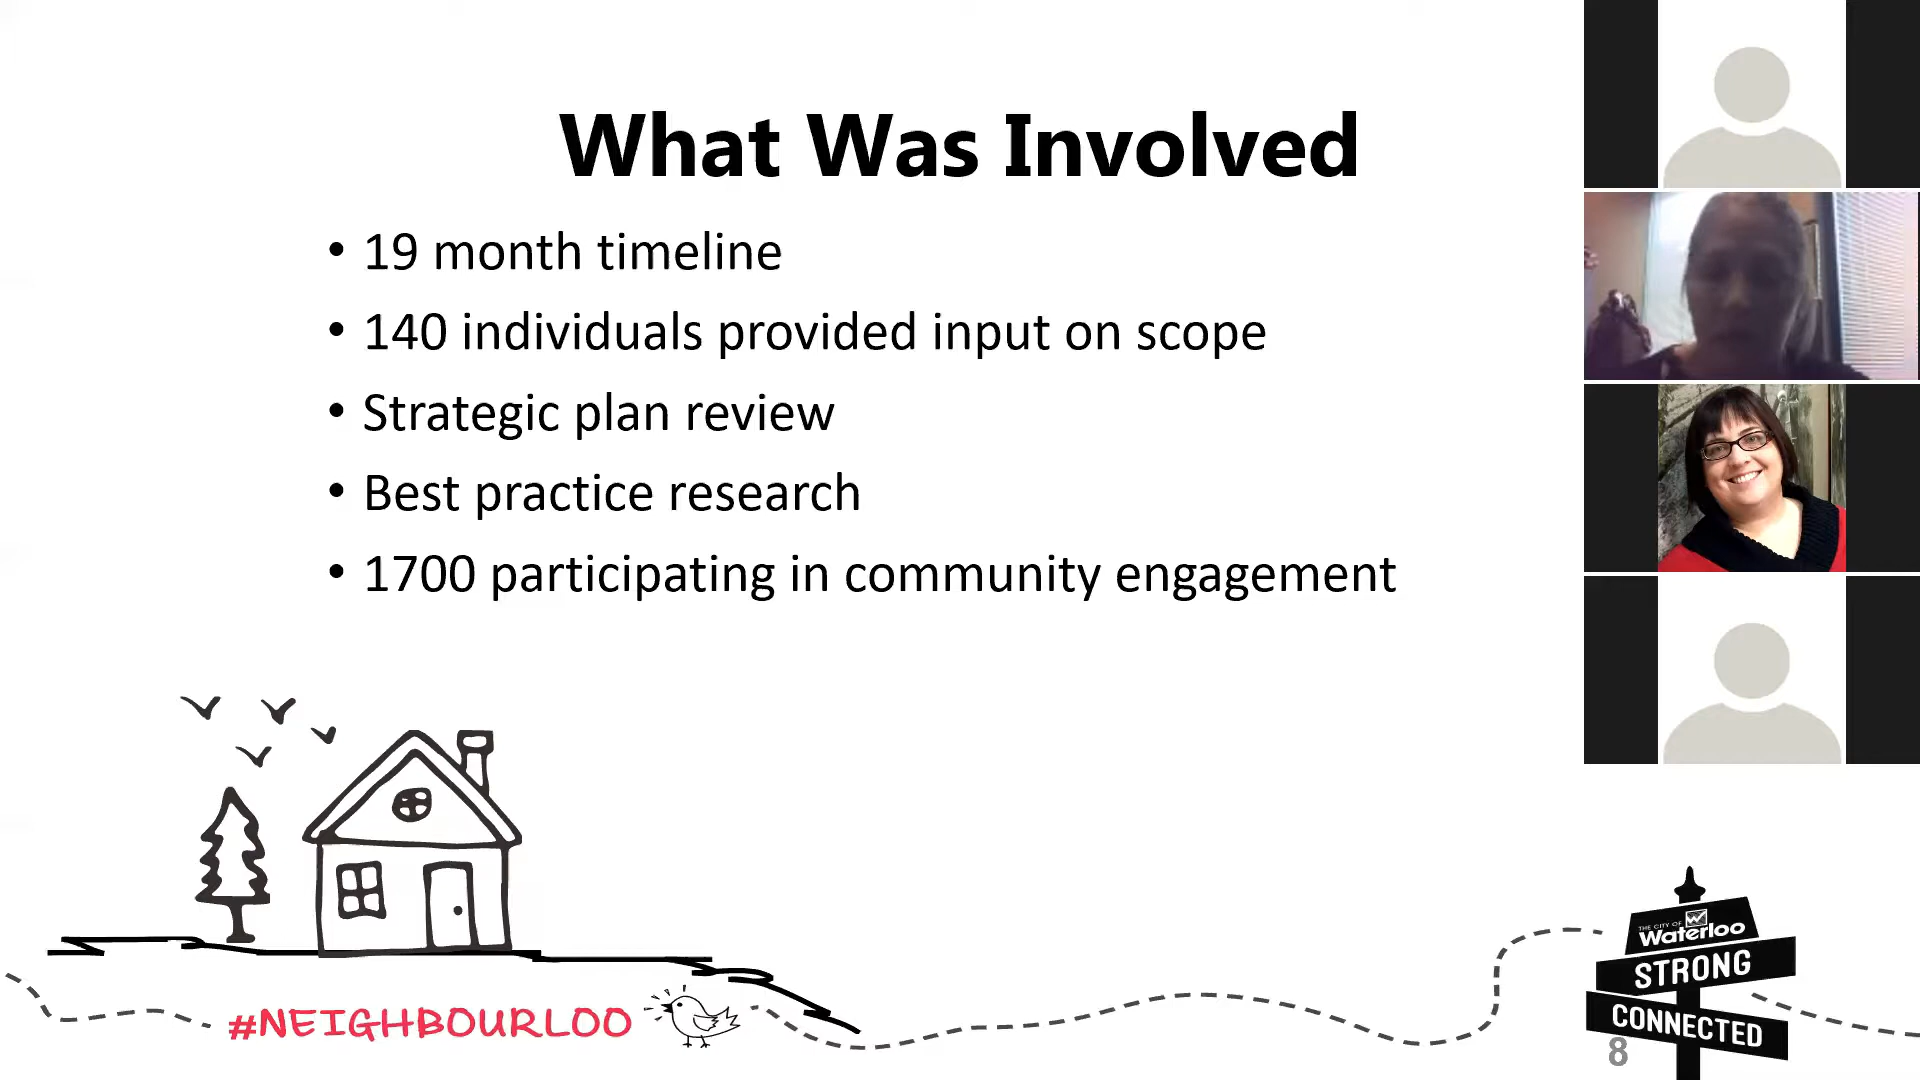 What Was Involved
• 19 month timeline
• 140 individuals provided input on scope
• Strategic plan review
• Best practice research
• 1700 participating in community engagement
#NEIGHBOURLOO
THE CITY OF
Waterloo
STRONG
CONNECTED
8